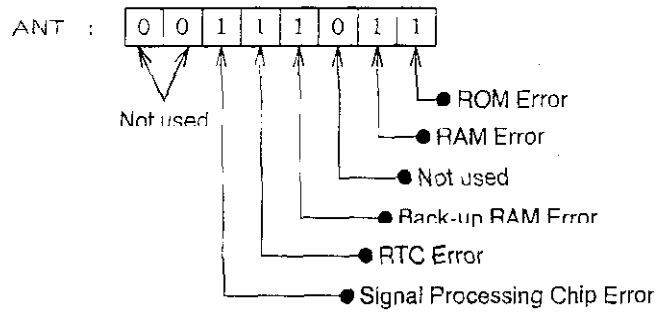 ANT : 0 0 1 1 1 0 1 1
ROM Error
Not used
RAM Error
Not used
Back-up RAM Error
RTC Error
Signal Processing Chip Error